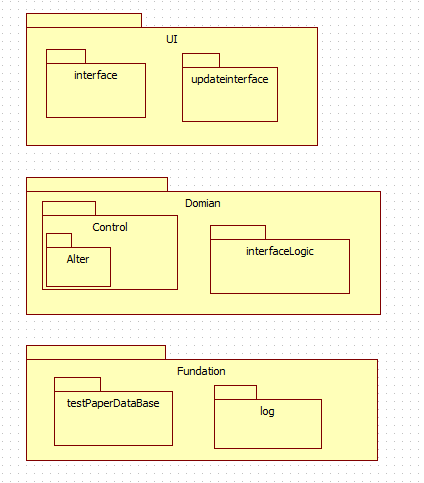 UI
interface
updateinterface
Domian
Control
interfaceLogic
Alter
Fundation
testPaperDataBase
log